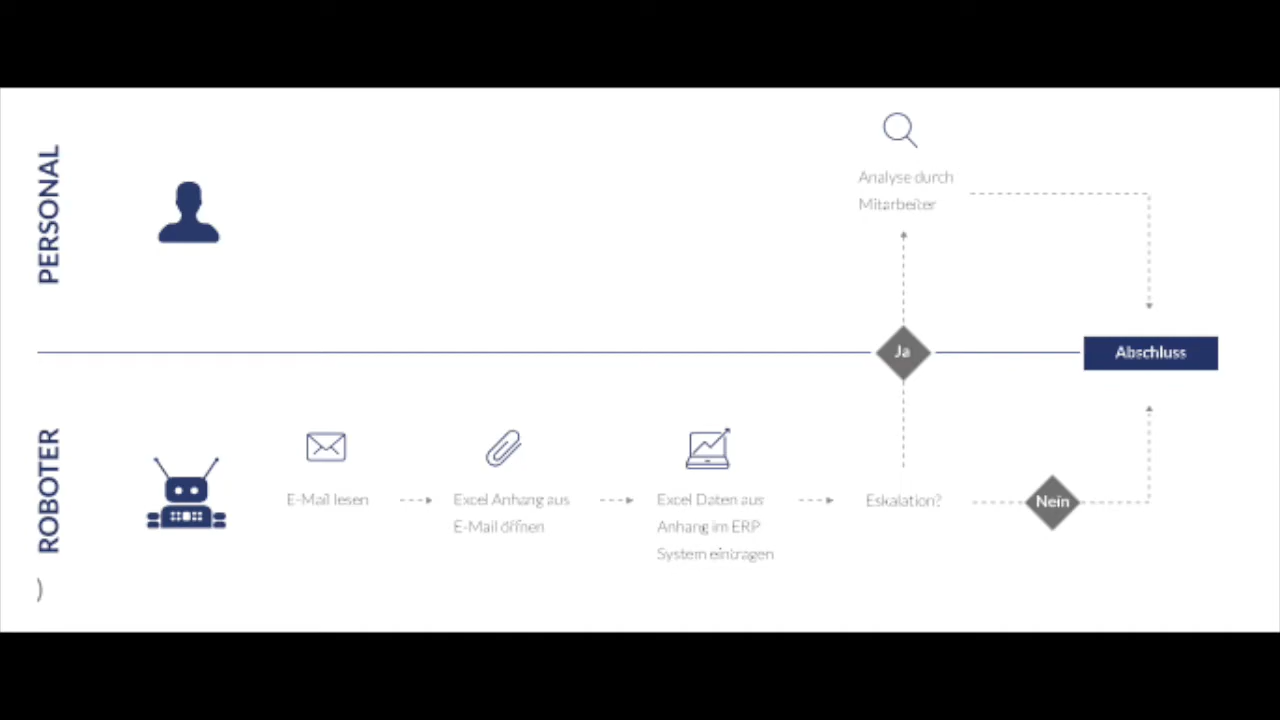 PERSONAL
Analyse durch
Mitarbeiter
Ja
Abschluss
ROBOTER
E-Mail lesen
Excel Anhang aus
E-Mail öffnen
Excel Daten aus
Anhang im ERP
System eintragen
Eskalation?
Nein
)